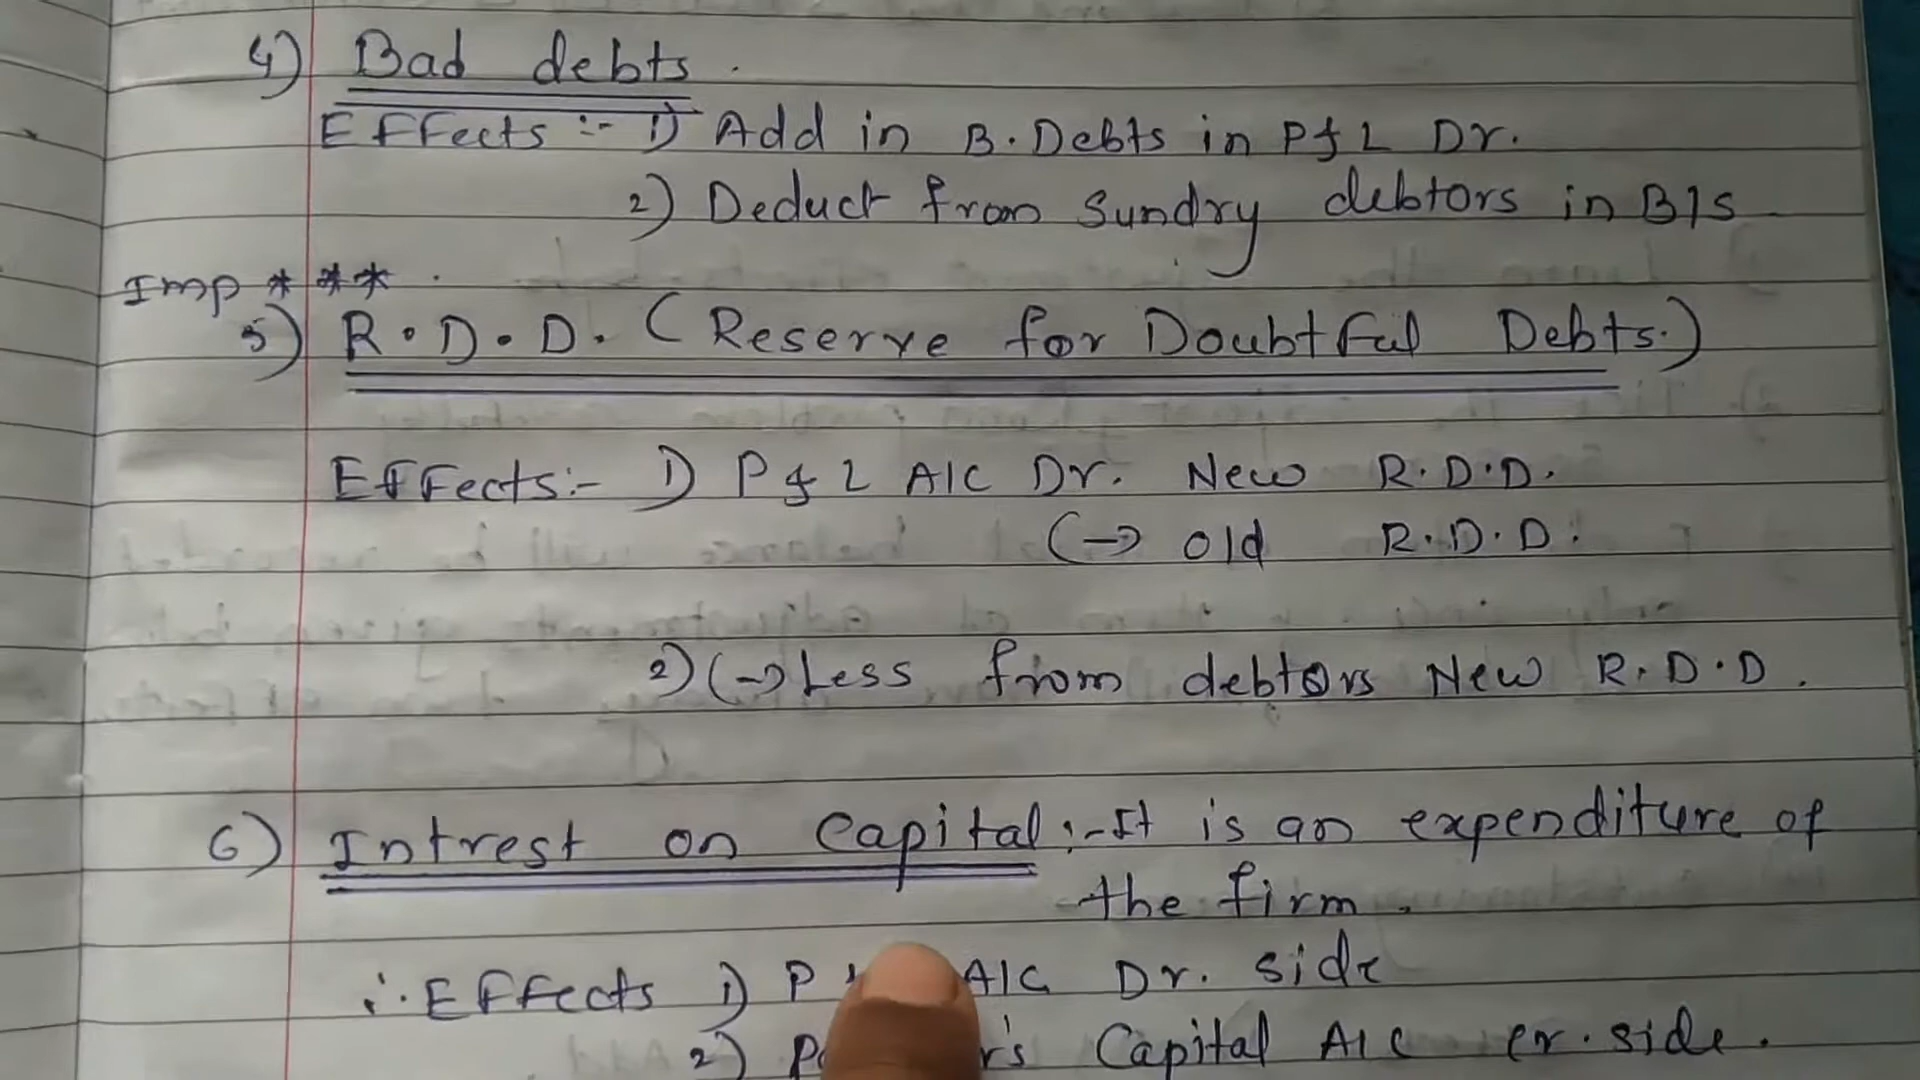 4) Bad debts.
Effects :- 1) Add in B. Debts in P & L Dr.
2) Deduct from Sundry debtors in B/S
Imp * * *
5) R.D.D. (Reserve for Doubtful Debts.)
Effects:- 1) P & L A/C Dr. New R.D.D.
(-) old R.D.D.
2) (-) Less from debtors New R.D.D.
6) Intrest on Capital :- It is an expenditure of
the firm.
∴ Effects 1) P A/C Dr. side
2) Capital A/C cr. side.